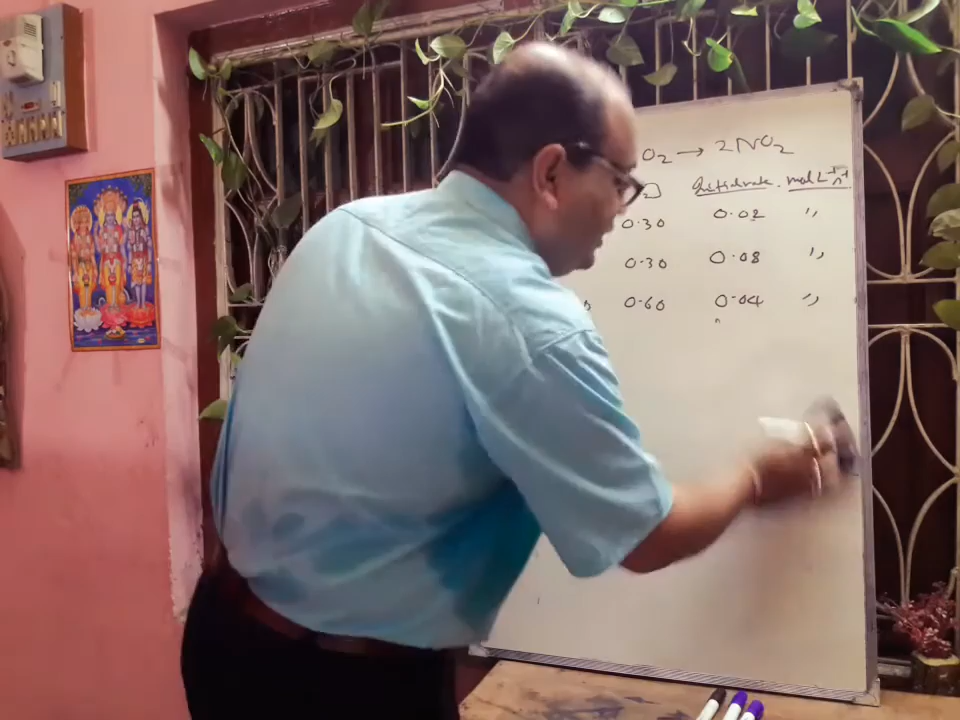 O₂ → 2NO₂
Initial rate. mol L⁻¹ s⁻¹
0.30 0.02 ",
0.30 0.08 ",
0.60 0.04 ",